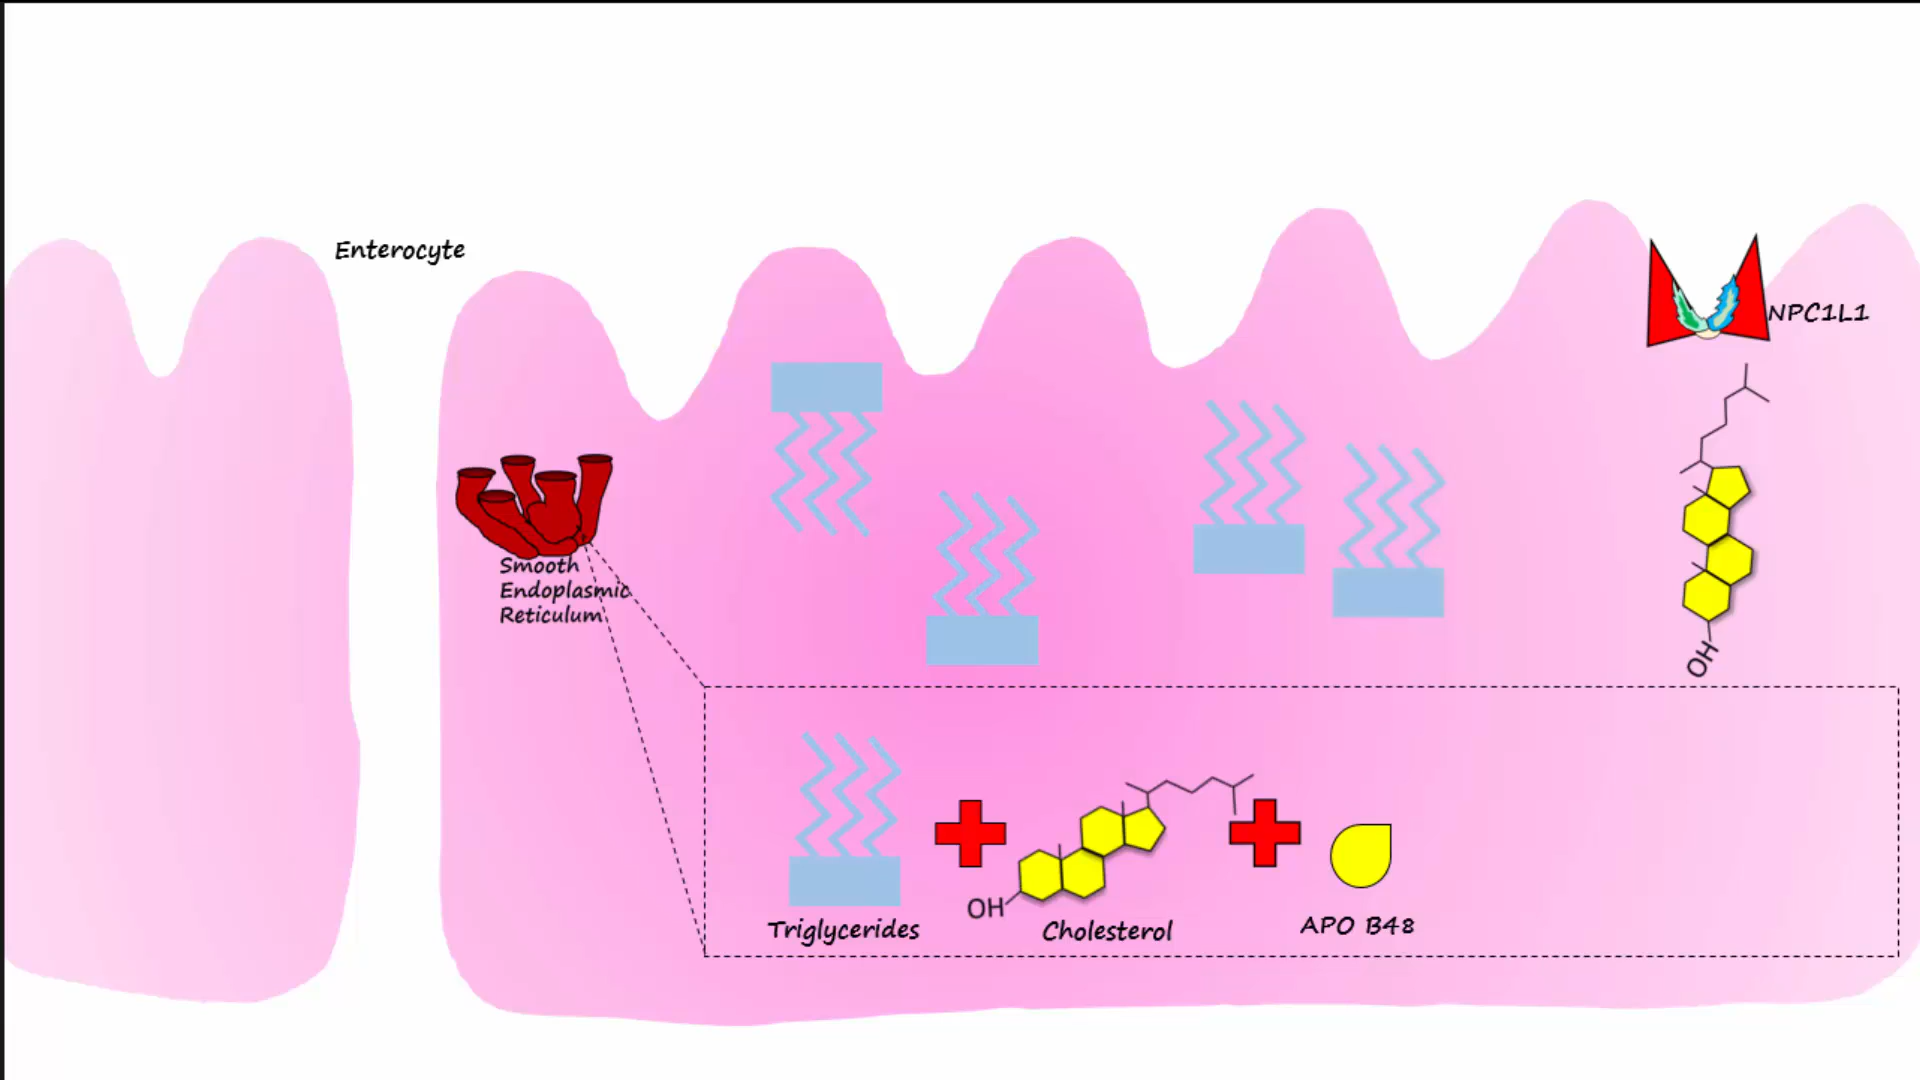 Enterocyte
NPC1L1
Smooth
Endoplasmic
Reticulum
OH
OH
Triglycerides
Cholesterol
APO B48